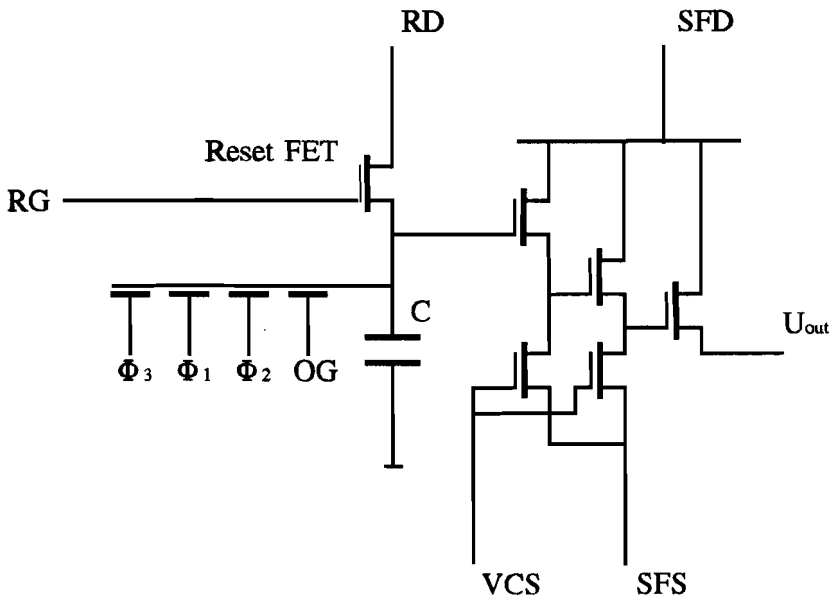 RD
SFD
Reset FET
RG
C
Uout
Φ3 Φ1 Φ2 OG
VCS
SFS